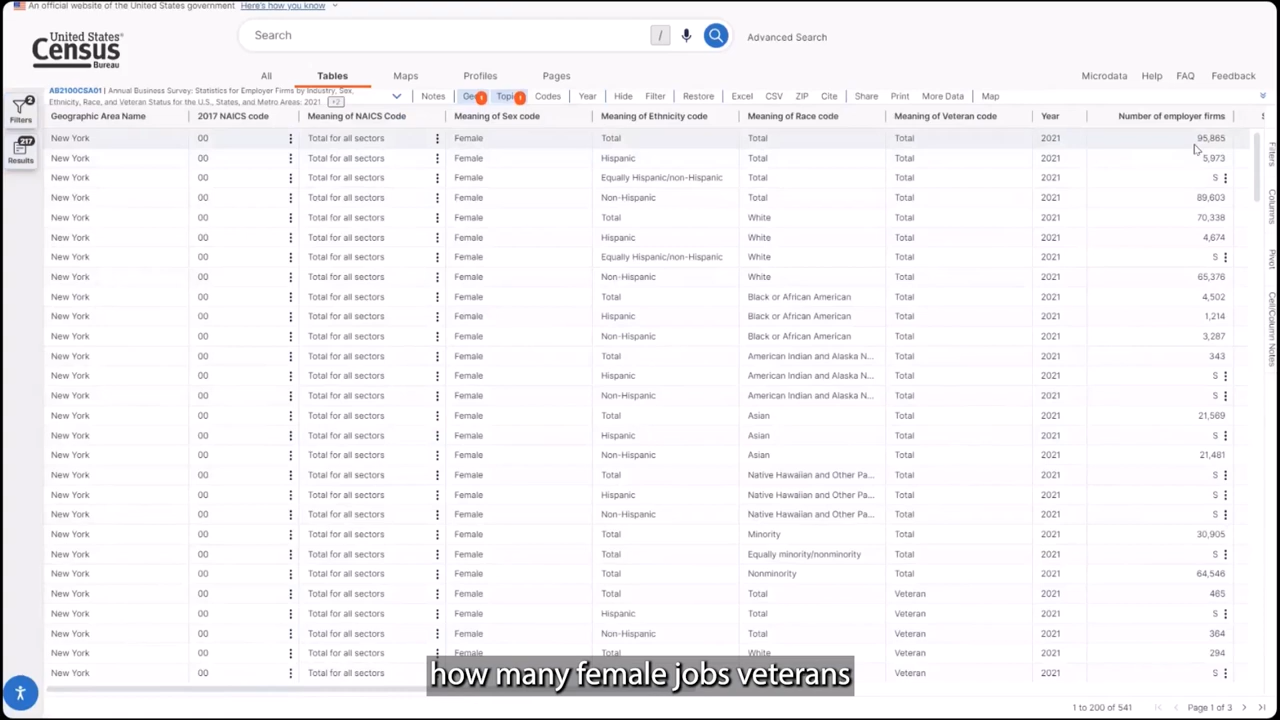 An official website of the United States government Here's how you know
United States
Census
Bureau
Search / Advanced Search
All Tables Maps Profiles Pages Microdata Help FAQ Feedback
AB2100CSA01 | Annual Business Survey: Statistics for Employer Firms by Industry, Sex,
Ethnicity, Race, and Veteran Status for the U.S., States, and Metro Areas: 2021 +2
Notes Topi 1 Codes Year Hide Filter Restore Excel CSV ZIP Cite Share Print More Data Map
2 Filters
217 Results
Geographic Area Name 2017 NAICS code Meaning of NAICS Code Meaning of Sex code Meaning of Ethnicity code Meaning of Race code Meaning of Veteran code Year Number of employer firms
New York 00 Total for all sectors Female Total Total Total 2021 95,865
New York 00 Total for all sectors Female Hispanic Total Total 2021 5,973
New York 00 Total for all sectors Female Equally Hispanic/non-Hispanic Total Total 2021 S
New York 00 Total for all sectors Female Non-Hispanic Total Total 2021 89,603
New York 00 Total for all sectors Female Total White Total 2021 70,338
New York 00 Total for all sectors Female Hispanic White Total 2021 4,674
New York 00 Total for all sectors Female Equally Hispanic/non-Hispanic White Total 2021 S
New York 00 Total for all sectors Female Non-Hispanic White Total 2021 65,376
New York 00 Total for all sectors Female Total Black or African American Total 2021 4,502
New York 00 Total for all sectors Female Hispanic Black or African American Total 2021 1,214
New York 00 Total for all sectors Female Non-Hispanic Black or African American Total 2021 3,287
New York 00 Total for all sectors Female Total American Indian and Alaska N... Total 2021 343
New York 00 Total for all sectors Female Hispanic American Indian and Alaska N... Total 2021 S
New York 00 Total for all sectors Female Non-Hispanic American Indian and Alaska N... Total 2021 S
New York 00 Total for all sectors Female Total Asian Total 2021 21,569
New York 00 Total for all sectors Female Hispanic Asian Total 2021 S
New York 00 Total for all sectors Female Non-Hispanic Asian Total 2021 21,481
New York 00 Total for all sectors Female Total Native Hawaiian and Other Pa... Total 2021 S
New York 00 Total for all sectors Female Hispanic Native Hawaiian and Other Pa... Total 2021 S
New York 00 Total for all sectors Female Non-Hispanic Native Hawaiian and Other Pa... Total 2021 S
New York 00 Total for all sectors Female Total Minority Total 2021 30,905
New York 00 Total for all sectors Female Total Equally minority/nonminority Total 2021 S
New York 00 Total for all sectors Female Total Nonminority Total 2021 64,546
New York 00 Total for all sectors Female Total Total Veteran 2021 465
New York 00 Total for all sectors Female Hispanic Total Veteran 2021 S
New York 00 Total for all sectors Female Non-Hispanic Total Veteran 2021 364
New York 00 Total for all sectors Female Total White Veteran 2021 294
New York 00 Total for all sectors Veteran 2021 S
how many female jobs veterans
1 to 200 of 541 Page 1 of 3
Filters
Columns
Pivot
Cell/Column Notes